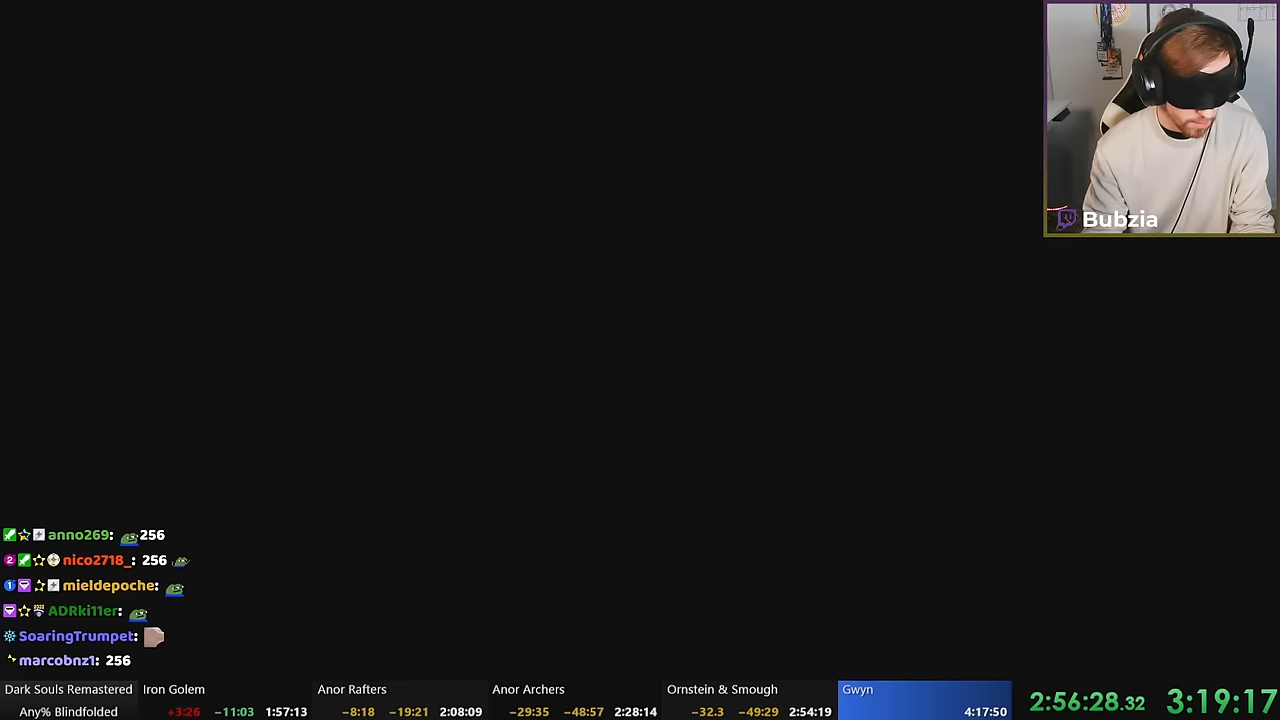 Bubzia
anno269: 256
nico2718_: 256
mieldepoche:
ADRki11er:
SoaringTrumpet:
marcobnz1: 256
Dark Souls Remastered
Any% Blindfolded
Iron Golem
+3:26 −11:03 1:57:13
Anor Rafters
−8:18 −19:21 2:08:09
Anor Archers
−29:35 −48:57 2:28:14
Ornstein & Smough
−32.3 −49:29 2:54:19
Gwyn
4:17:50
2:56:28.32
3:19:17